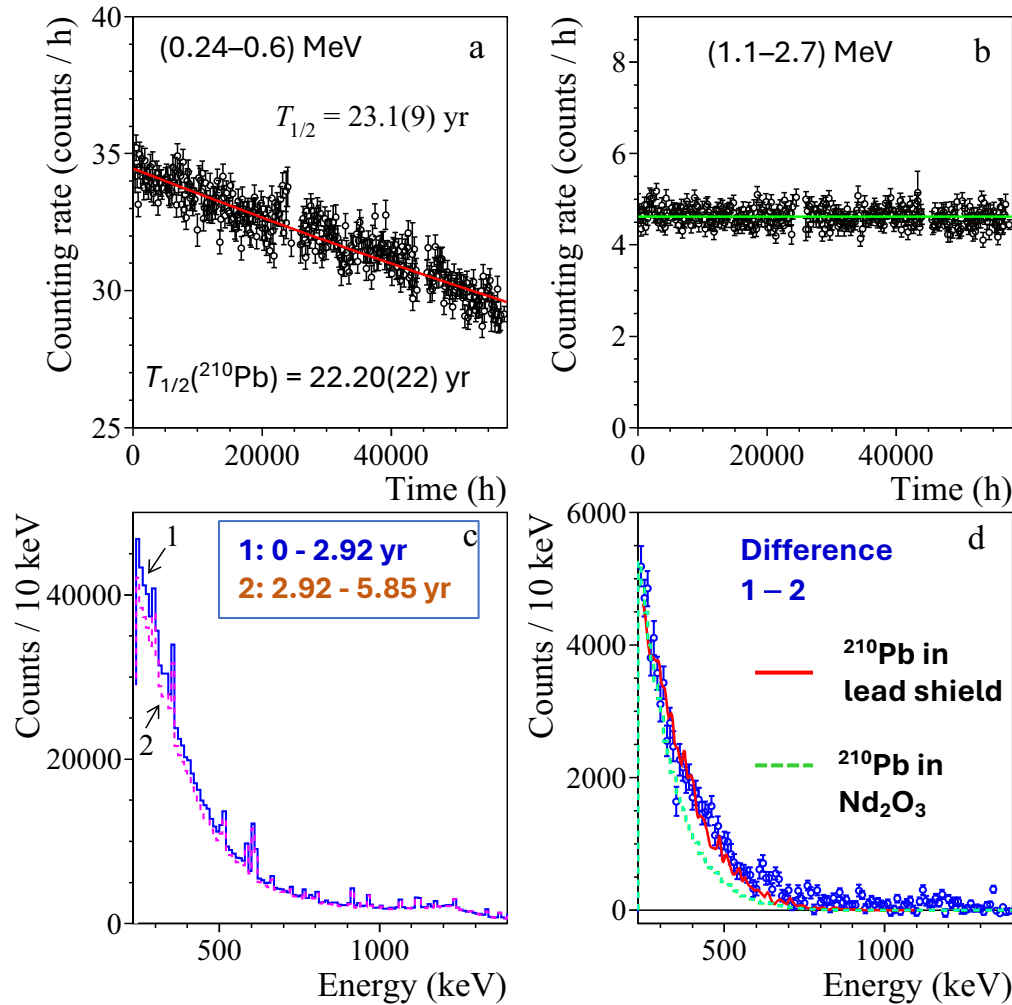 (0.24–0.6) MeV
a
T₁/₂ = 23.1(9) yr
T₁/₂(²¹⁰Pb) = 22.20(22) yr
Counting rate (counts / h)
40
35
30
25
0
20000
40000
Time (h)
(1.1–2.7) MeV
b
Counting rate (counts / h)
8
6
4
2
0
0
20000
40000
Time (h)
c
1: 0 - 2.92 yr
2: 2.92 - 5.85 yr
1
2
Counts / 10 keV
40000
20000
0
500
1000
Energy (keV)
d
Difference
1 – 2
²¹⁰Pb in
lead shield
²¹⁰Pb in
Nd₂O₃
Counts / 10 keV
6000
4000
2000
0
500
1000
Energy (keV)